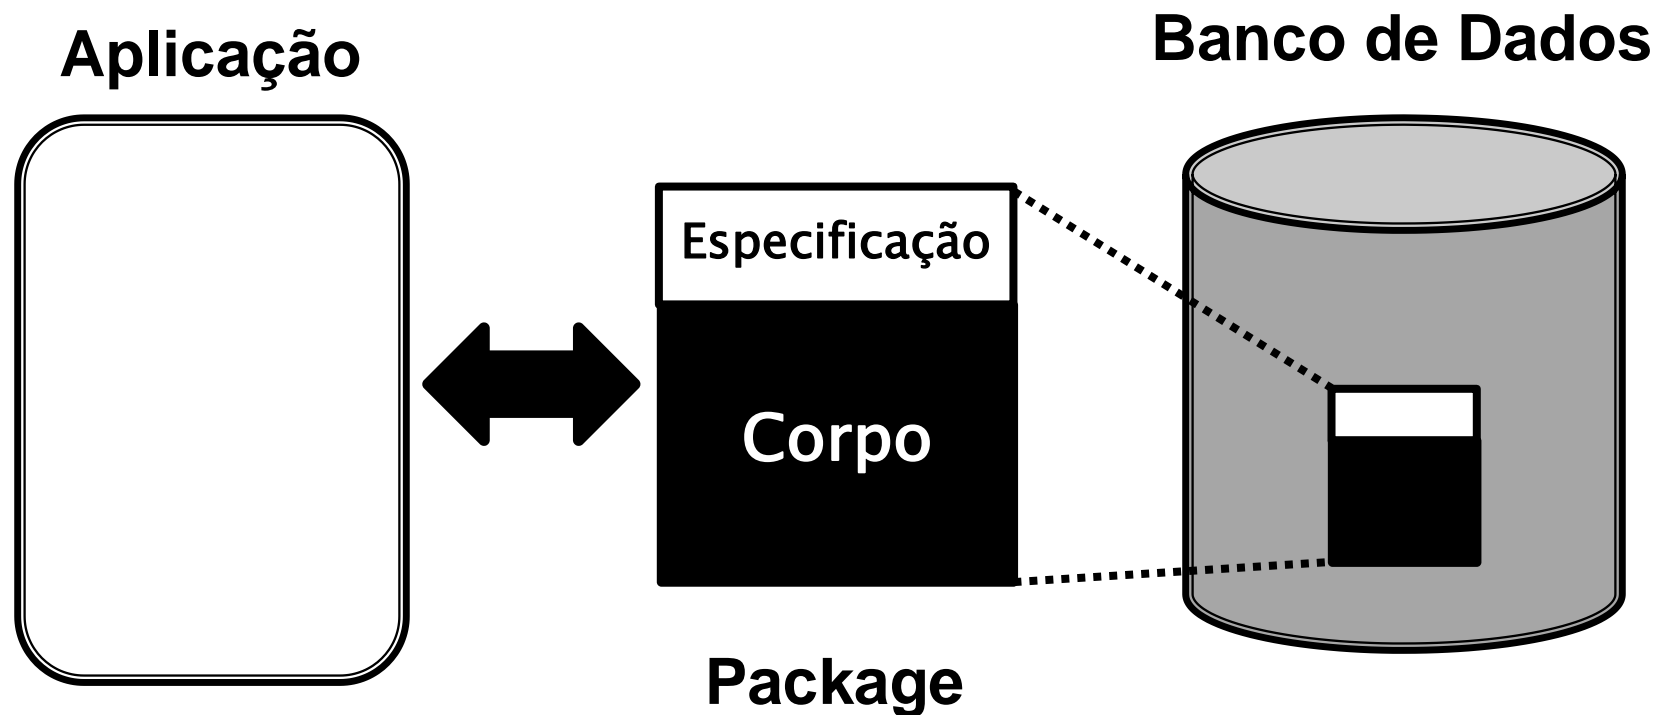 Aplicação
Banco de Dados
Especificação
Corpo
Package